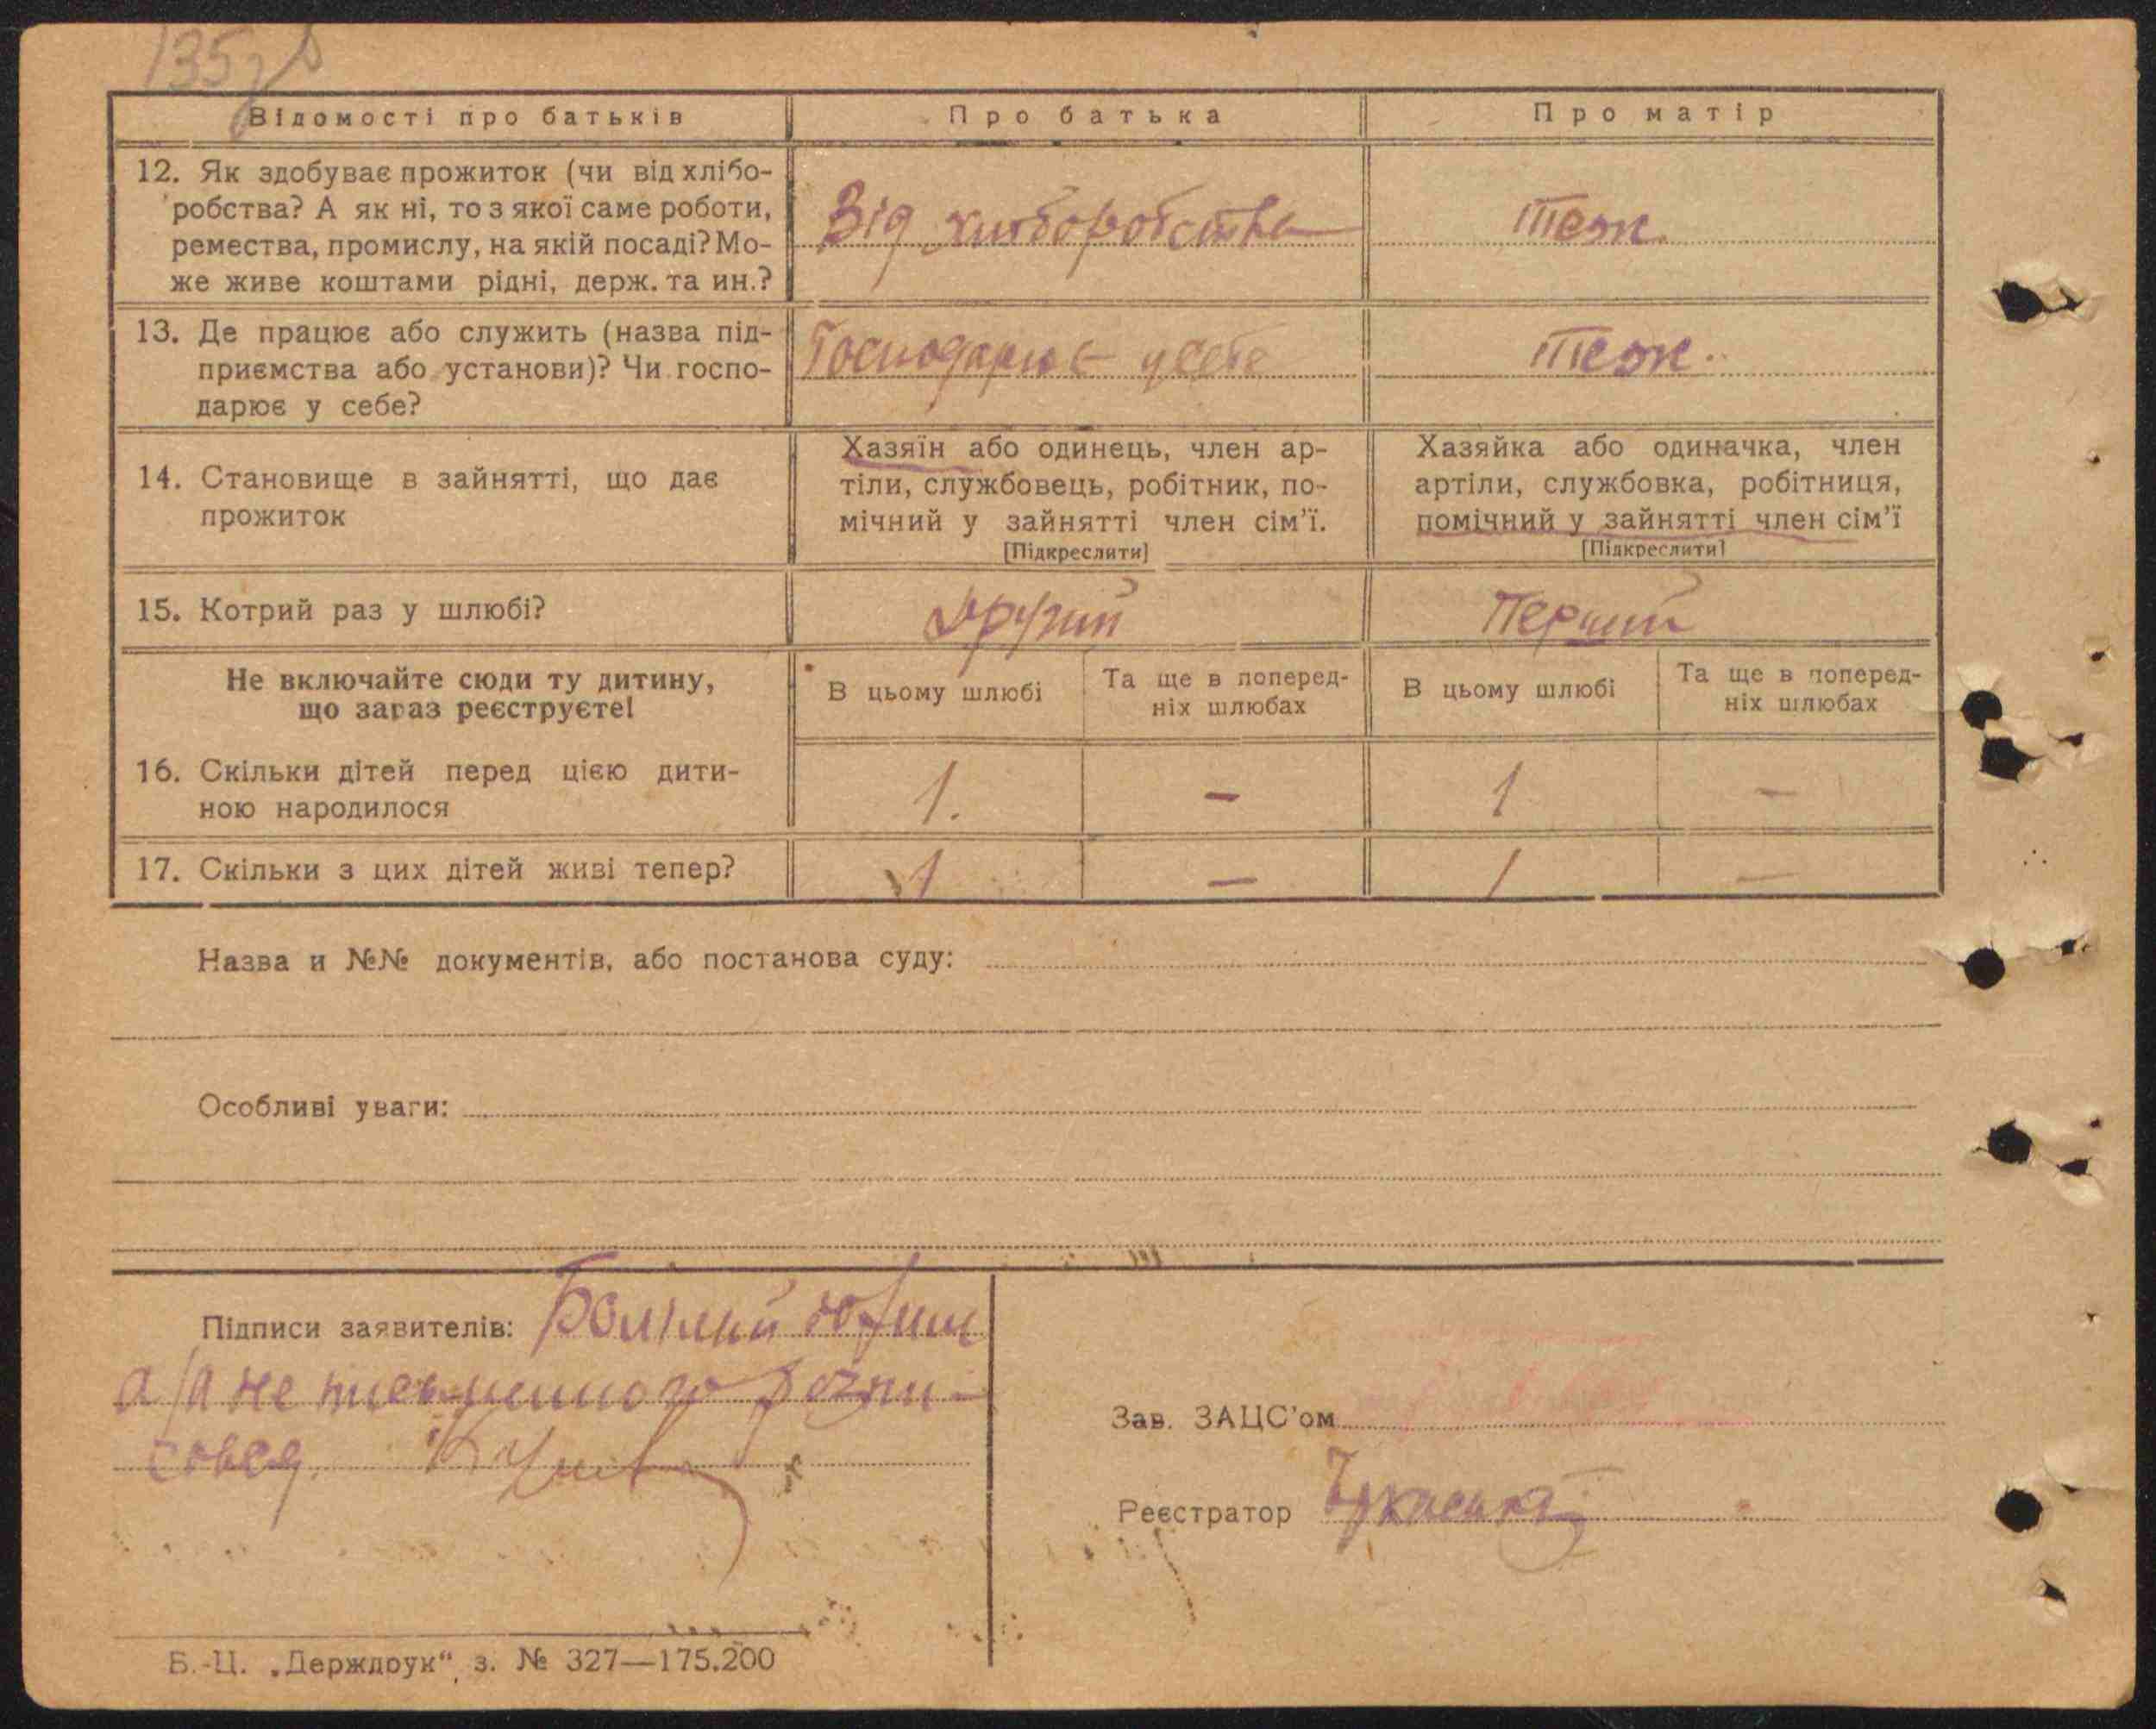 135
Відомості про батьків
Про батька
Про матір
12. Як здобуває прожиток (чи від хлібо-
робства? А як ні, то з якої саме роботи,
ремества, промислу, на якій посаді? Мо-
же живе коштами рідні, держ. та ин.?
Від хліборобства
Теж
13. Де працює або служить (назва під-
приємства або установи)? Чи госпо-
дарює у себе?
Господарює у себе
Теж
14. Становище в зайнятті, що дає
прожиток
Хазяїн або одинець, член ар-
тіли, службовець, робітник, по-
мічний у зайнятті член сім'ї.
[Підкреслити]
Хазяйка або одиначка, член
артіли, службовка, робітниця,
помічний у зайнятті член сім'ї
[Підкреслити]
15. Котрий раз у шлюбі?
Другий
Перший
Не включайте сюди ту дитину,
що зараз реєструєте!
В цьому шлюбі
Та ще в поперед-
ніх шлюбах
В цьому шлюбі
Та ще в поперед-
ніх шлюбах
16. Скільки дітей перед цією дити-
ною народилося
1. — 1 —
17. Скільки з цих дітей живі тепер?
1 — 1 —
Назва и №№ документів, або постанова суду:
Особливі уваги:
Підписи заявителів:
а за не письменного розпи-
сався
Зав. ЗАЦС'ом
Реєстратор
Б.-Ц. „Держдрук“ з. № 327—175.200